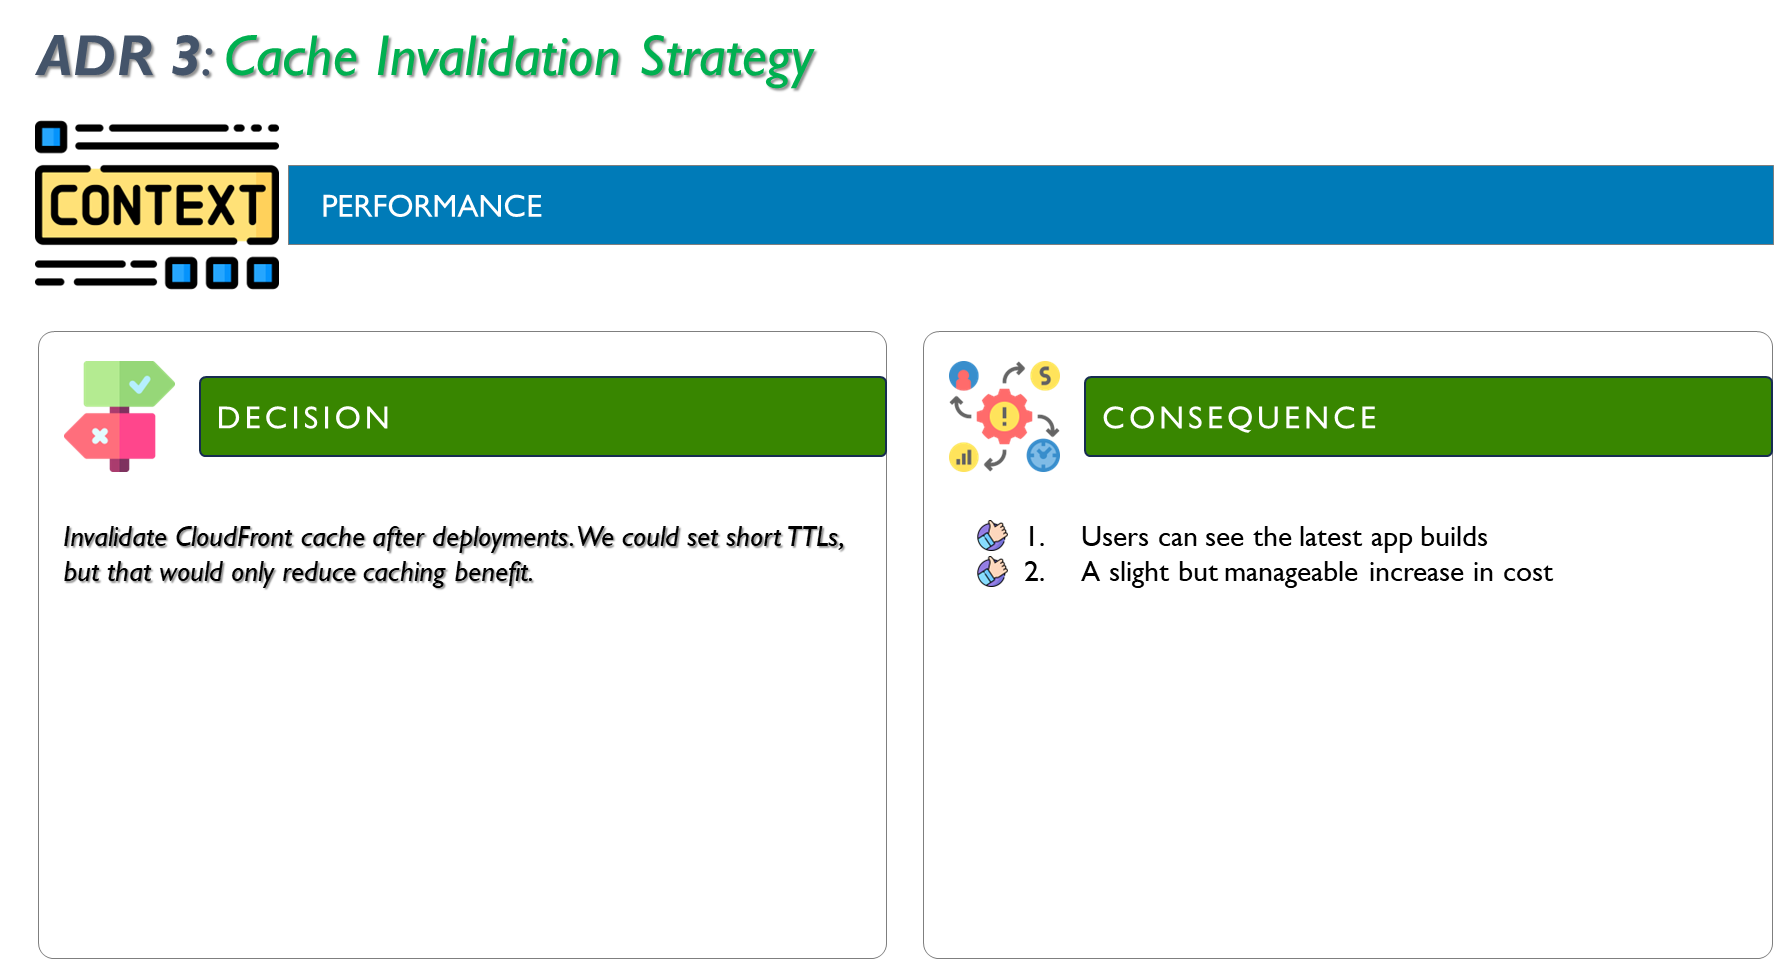 ADR 3: Cache Invalidation Strategy
CONTEXT
PERFORMANCE
DECISION
Invalidate CloudFront cache after deployments. We could set short TTLs,
but that would only reduce caching benefit.
CONSEQUENCE
1. Users can see the latest app builds
2. A slight but manageable increase in cost